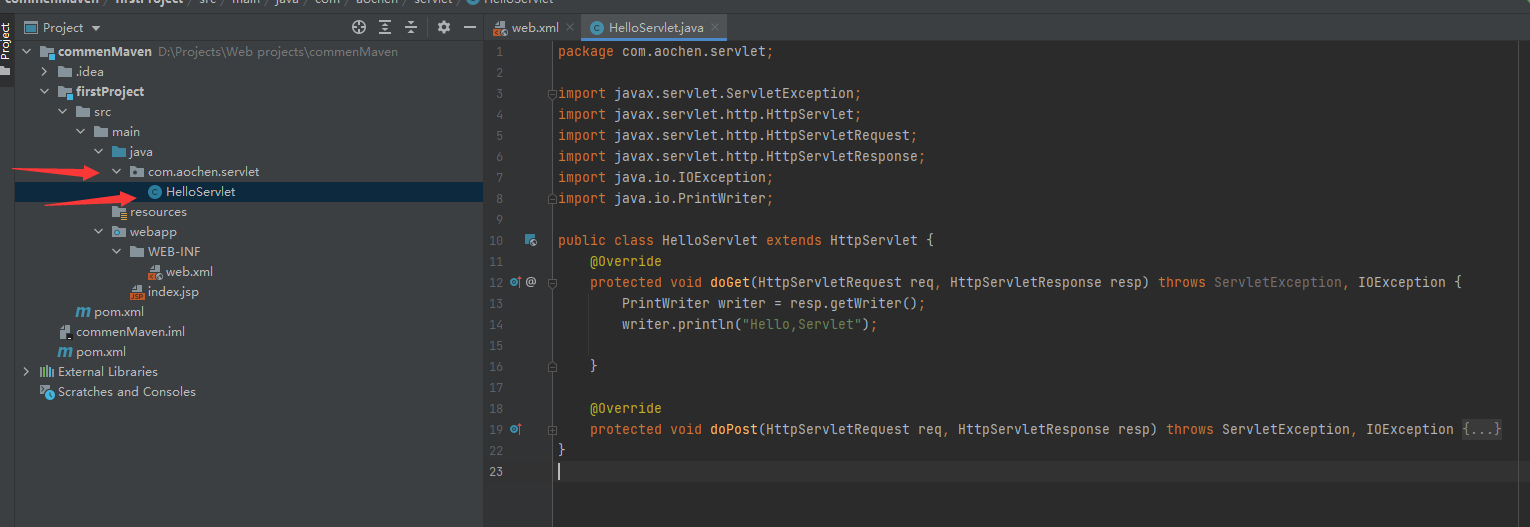 commenMaven / firstProject / src / main / java / com / aochen / servlet / HelloServlet
Project
Project
commenMaven D:\Projects\Web projects\commenMaven
.idea
firstProject
src
main
java
com.aochen.servlet
HelloServlet
resources
webapp
WEB-INF
web.xml
index.jsp
pom.xml
commenMaven.iml
pom.xml
External Libraries
Scratches and Consoles
web.xml
HelloServlet.java
1 package com.aochen.servlet;
2
3 import javax.servlet.ServletException;
4 import javax.servlet.http.HttpServlet;
5 import javax.servlet.http.HttpServletRequest;
6 import javax.servlet.http.HttpServletResponse;
7 import java.io.IOException;
8 import java.io.PrintWriter;
9
10 public class HelloServlet extends HttpServlet {
11 @Override
12 @ protected void doGet(HttpServletRequest req, HttpServletResponse resp) throws ServletException, IOException {
13 PrintWriter writer = resp.getWriter();
14 writer.println("Hello,Servlet");
15
16 }
17
18 @Override
19 protected void doPost(HttpServletRequest req, HttpServletResponse resp) throws ServletException, IOException {...}
22 }
23